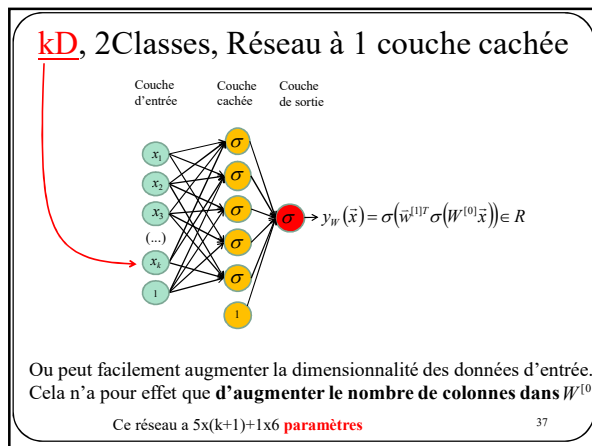 kD, 2Classes, Réseau à 1 couche cachée
Couche d'entrée
Couche cachée
Couche de sortie
x₁
x₂
x₃
(...)
xₖ
1
σ
σ
σ
σ
σ
1
σ
y_W(x⃗) = σ(w⃗^{[1]T} σ(W^{[0]} x⃗)) ∈ R
Ou peut facilement augmenter la dimensionnalité des données d'entrée.
Cela n'a pour effet que d'augmenter le nombre de colonnes dans W^{[0
Ce réseau a 5x(k+1)+1x6 paramètres
37